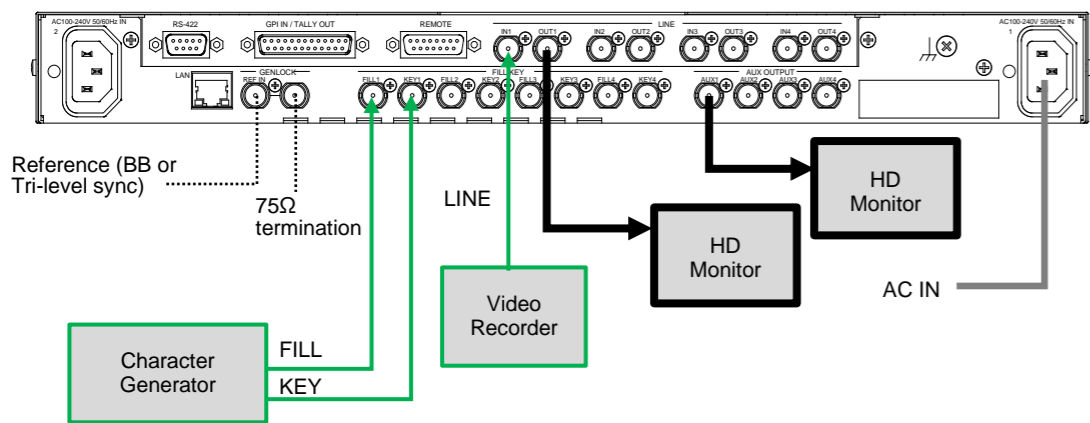 AC100-240V 50/60Hz IN
2
RS-422
GPI IN / TALLY OUT
REMOTE
LINE
IN1
OUT1
IN2
OUT2
IN3
OUT3
IN4
OUT4
AC100-240V 50/60Hz IN
1
LAN
GENLOCK
REF IN
FILL/KEY
FILL1
KEY1
FILL2
KEY2
FILL3
KEY3
FILL4
KEY4
AUX OUTPUT
AUX1
AUX2
AUX3
AUX4
Reference (BB or
Tri-level sync)
75Ω
termination
LINE
HD
Monitor
HD
Monitor
AC IN
Video
Recorder
Character
Generator
FILL
KEY